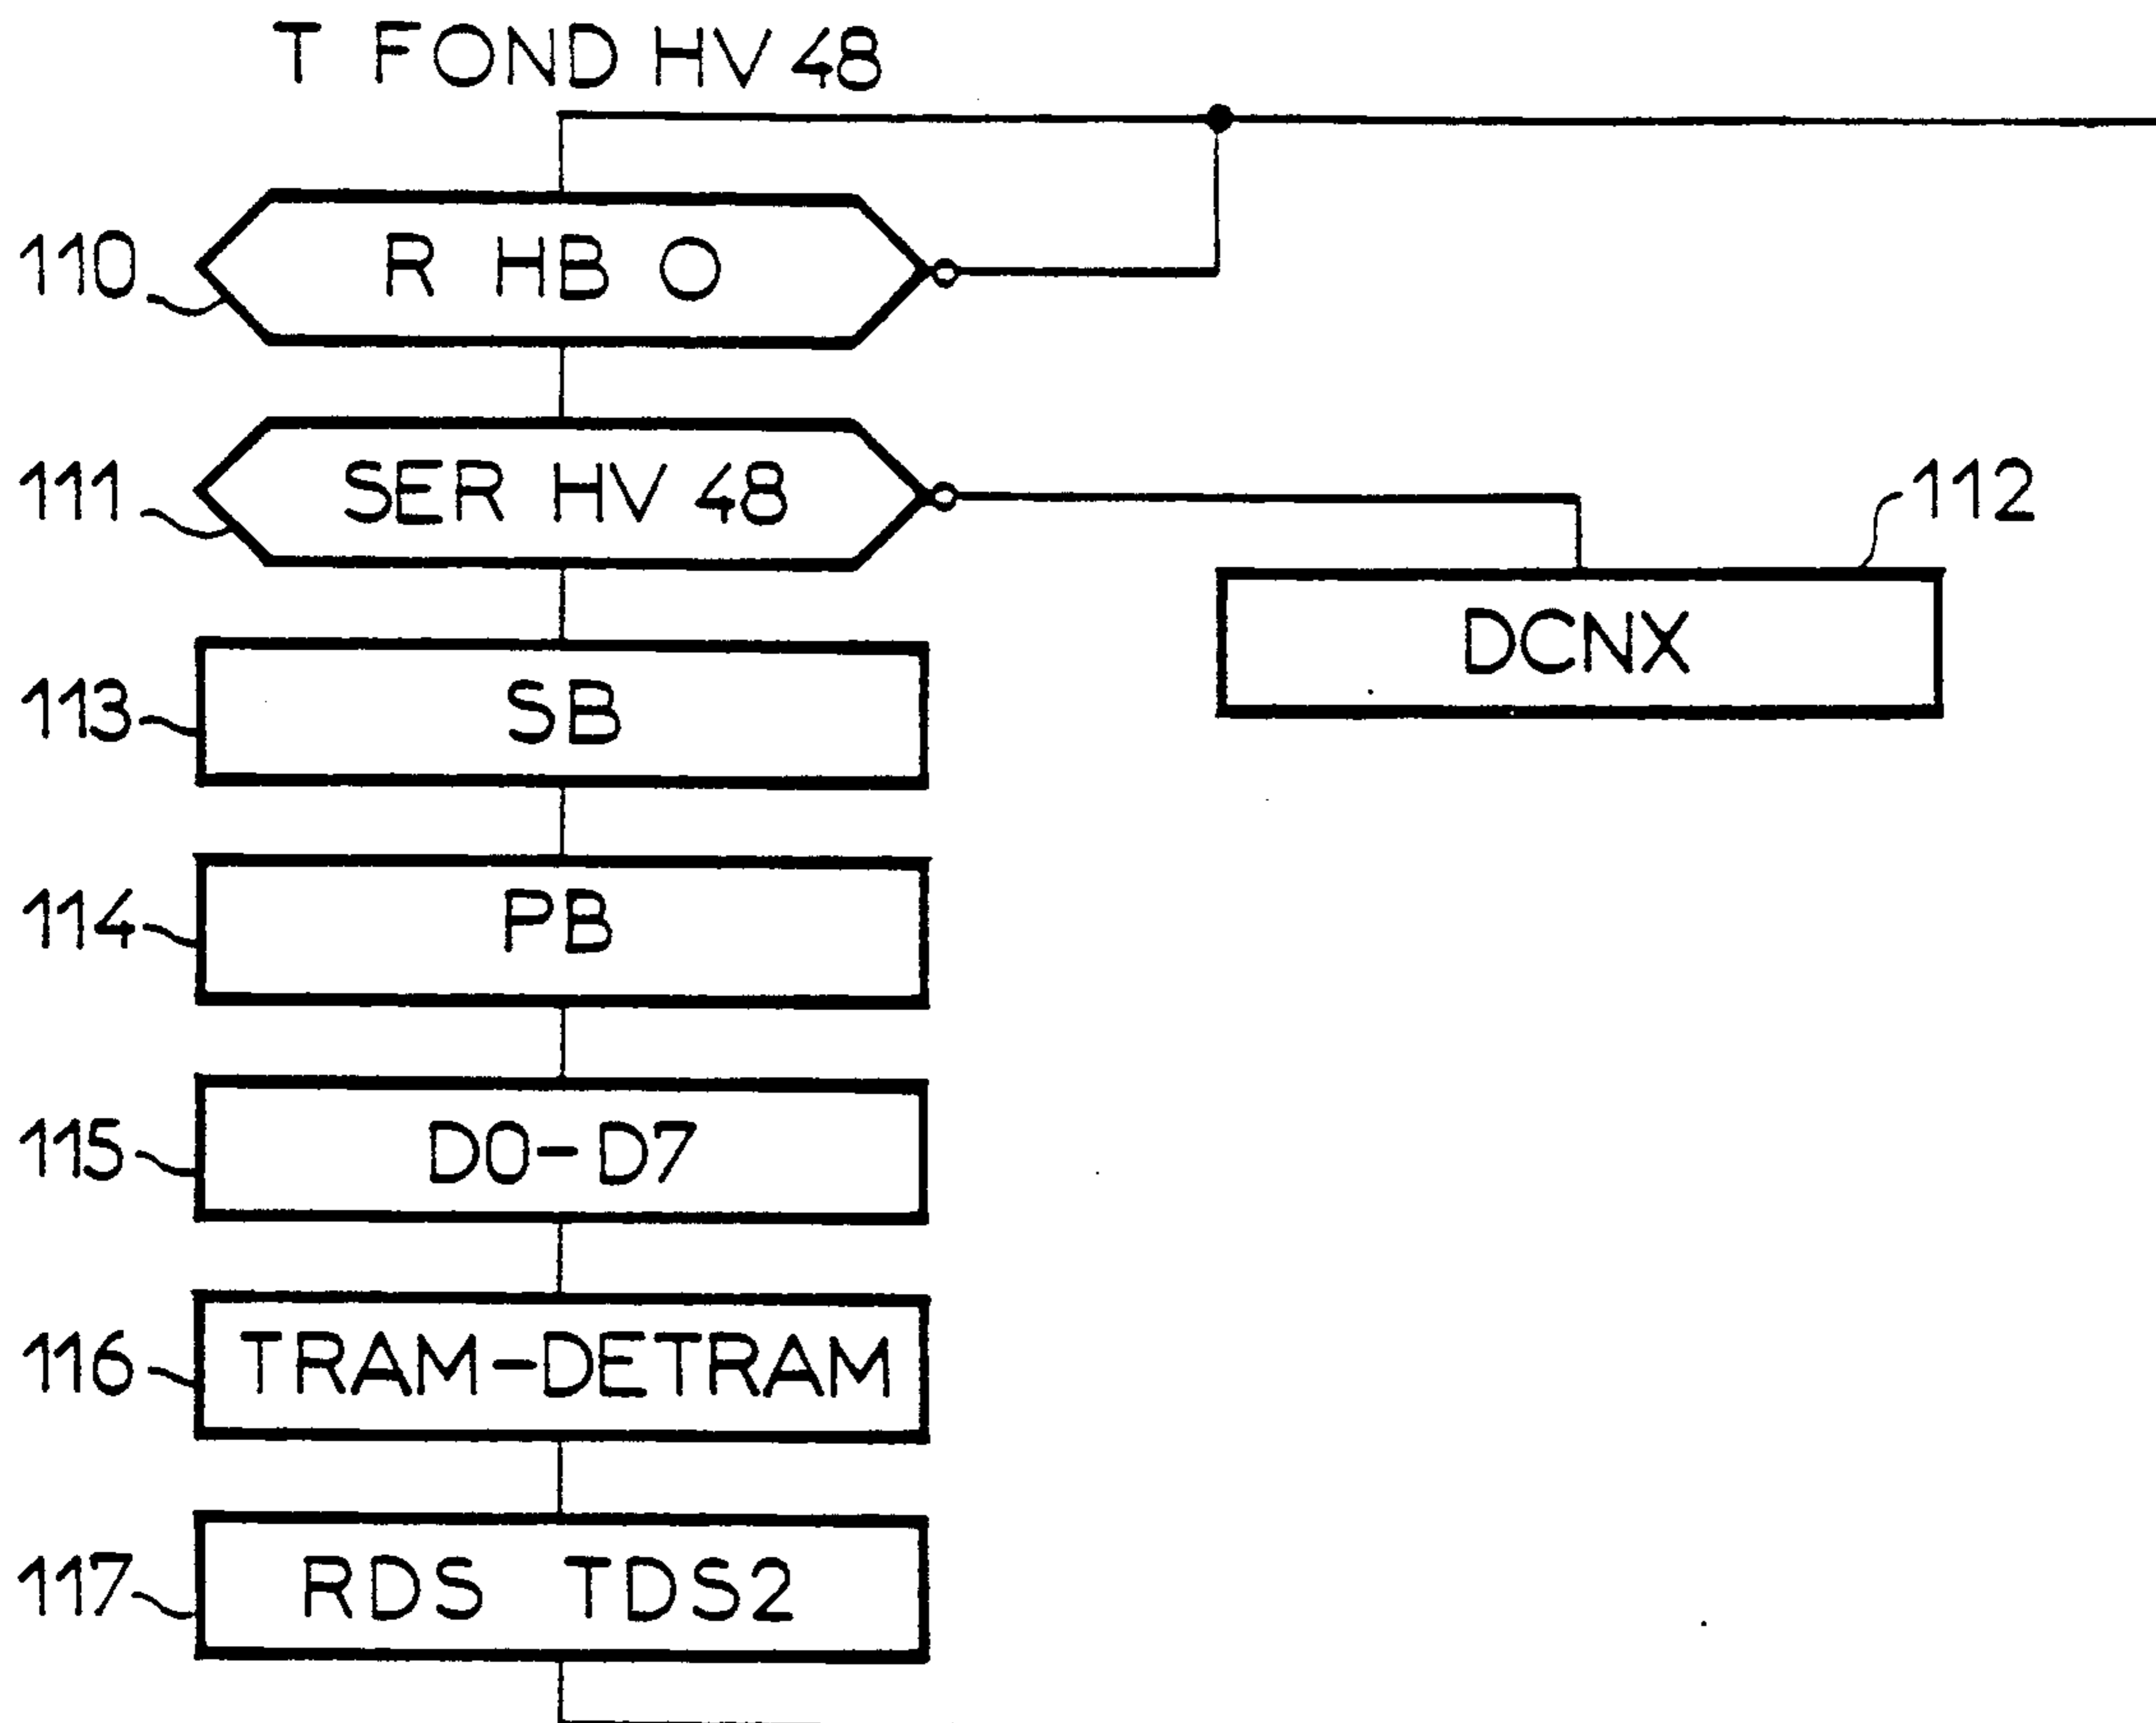 T FOND HV 48
110 R HB O
111 SER HV 48
112
DCNX
113 SB
114 PB
115 D0-D7
116 TRAM-DETRAM
117 RDS TDS2